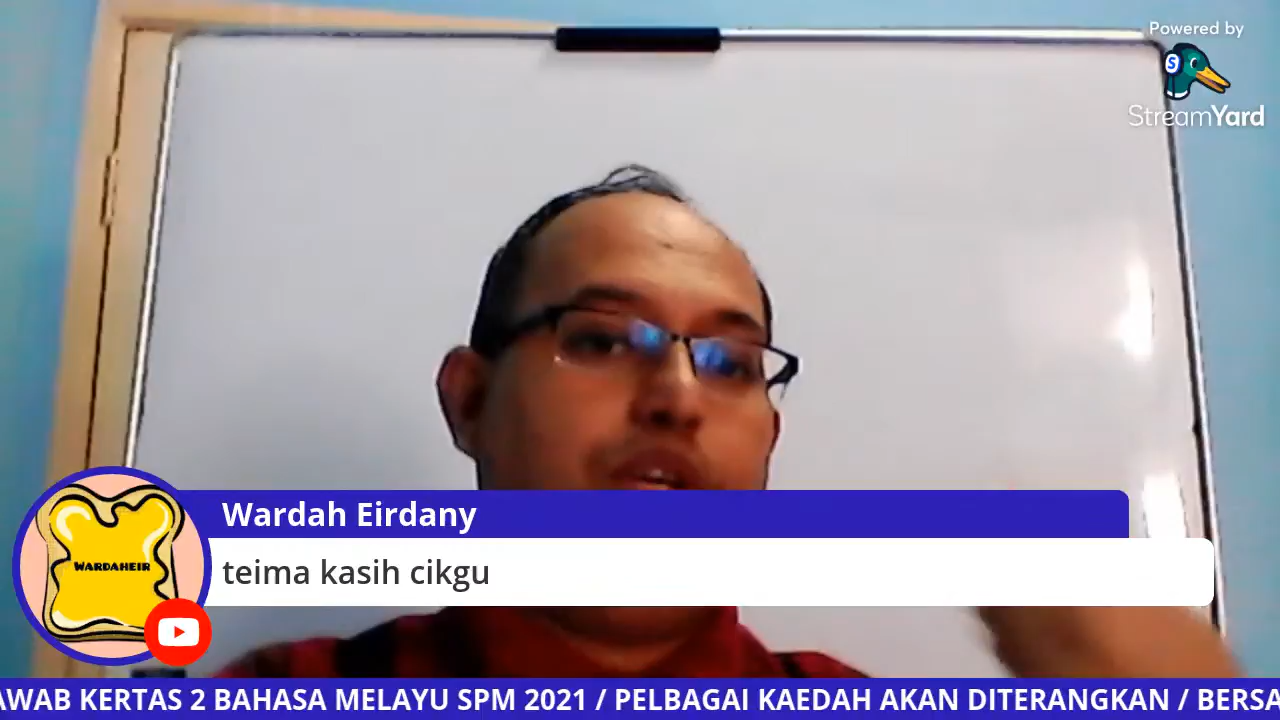 Powered by
StreamYard
Wardah Eirdany
WARDAHEIR
teima kasih cikgu
AWAB KERTAS 2 BAHASA MELAYU SPM 2021 / PELBAGAI KAEDAH AKAN DITERANGKAN / BERSA